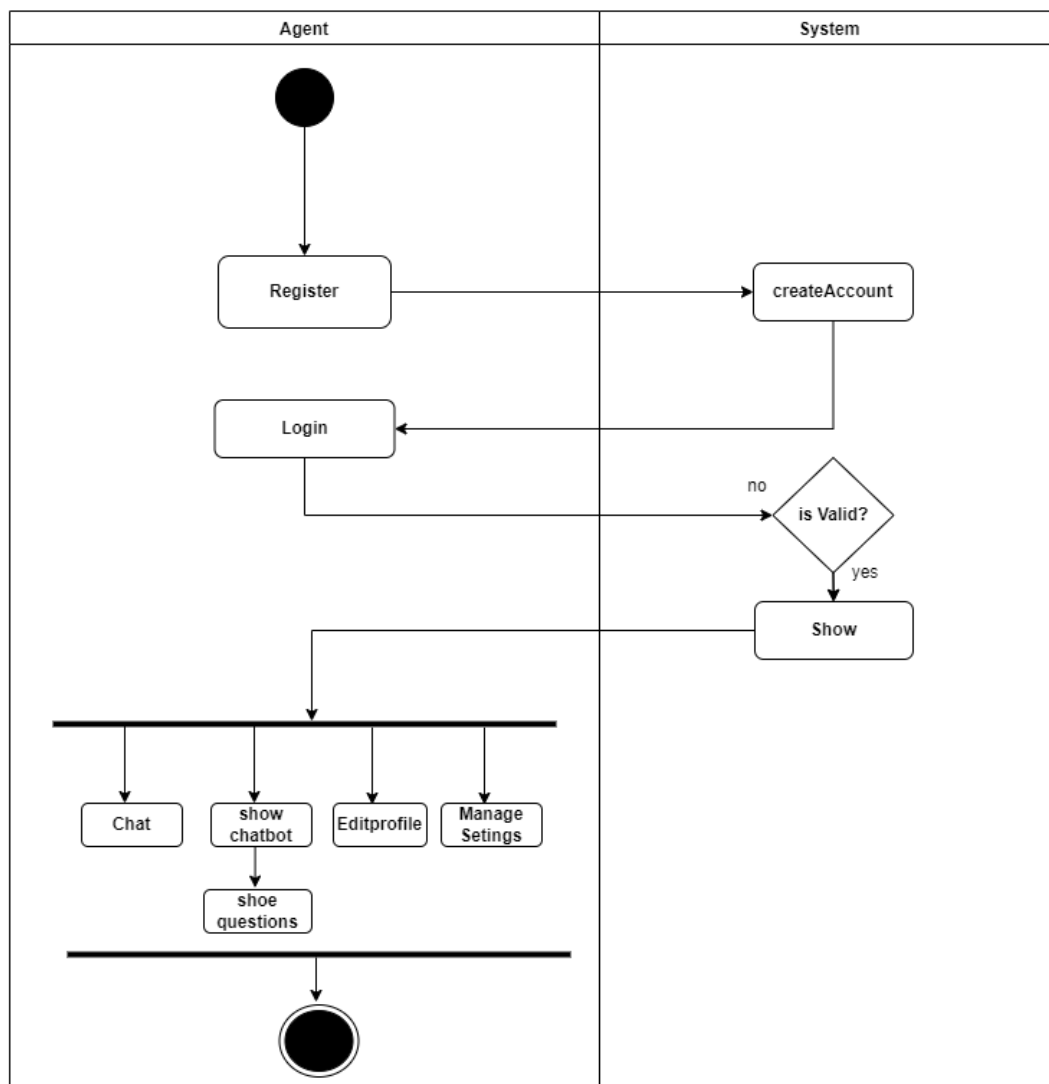 Agent
System
Register
createAccount
Login
no
is Valid?
yes
Show
Chat
show
chatbot
Editprofile
Manage
Setings
shoe
questions